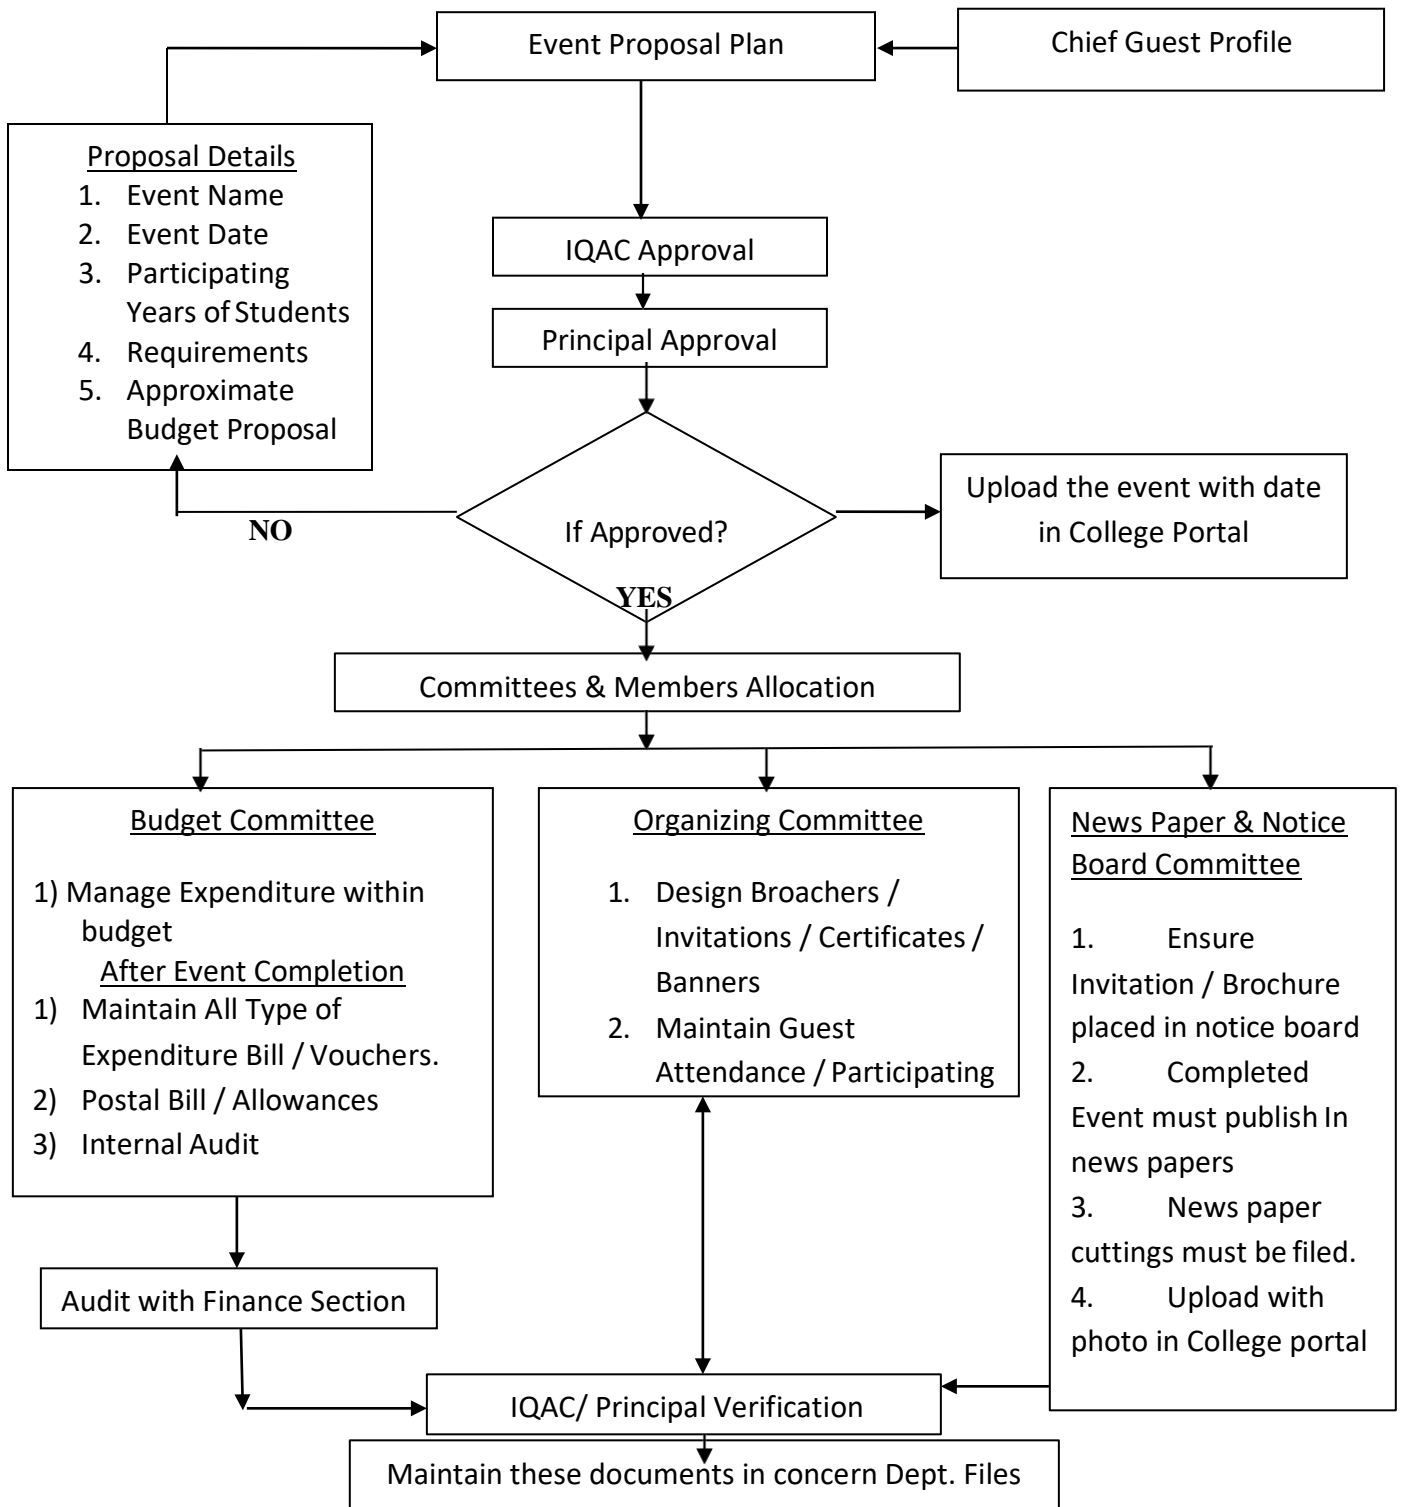 Event Proposal Plan
Chief Guest Profile
Proposal Details
1. Event Name
2. Event Date
3. Participating
Years of Students
4. Requirements
5. Approximate
Budget Proposal
IQAC Approval
Principal Approval
If Approved?
NO
YES
Upload the event with date
in College Portal
Committees & Members Allocation
Budget Committee
1) Manage Expenditure within
budget
After Event Completion
1) Maintain All Type of
Expenditure Bill / Vouchers.
2) Postal Bill / Allowances
3) Internal Audit
Organizing Committee
1. Design Broachers /
Invitations / Certificates /
Banners
2. Maintain Guest
Attendance / Participating
News Paper & Notice
Board Committee
1. Ensure
Invitation / Brochure
placed in notice board
2. Completed
Event must publish In
news papers
3. News paper
cuttings must be filed.
4. Upload with
photo in College portal
Audit with Finance Section
IQAC/ Principal Verification
Maintain these documents in concern Dept. Files